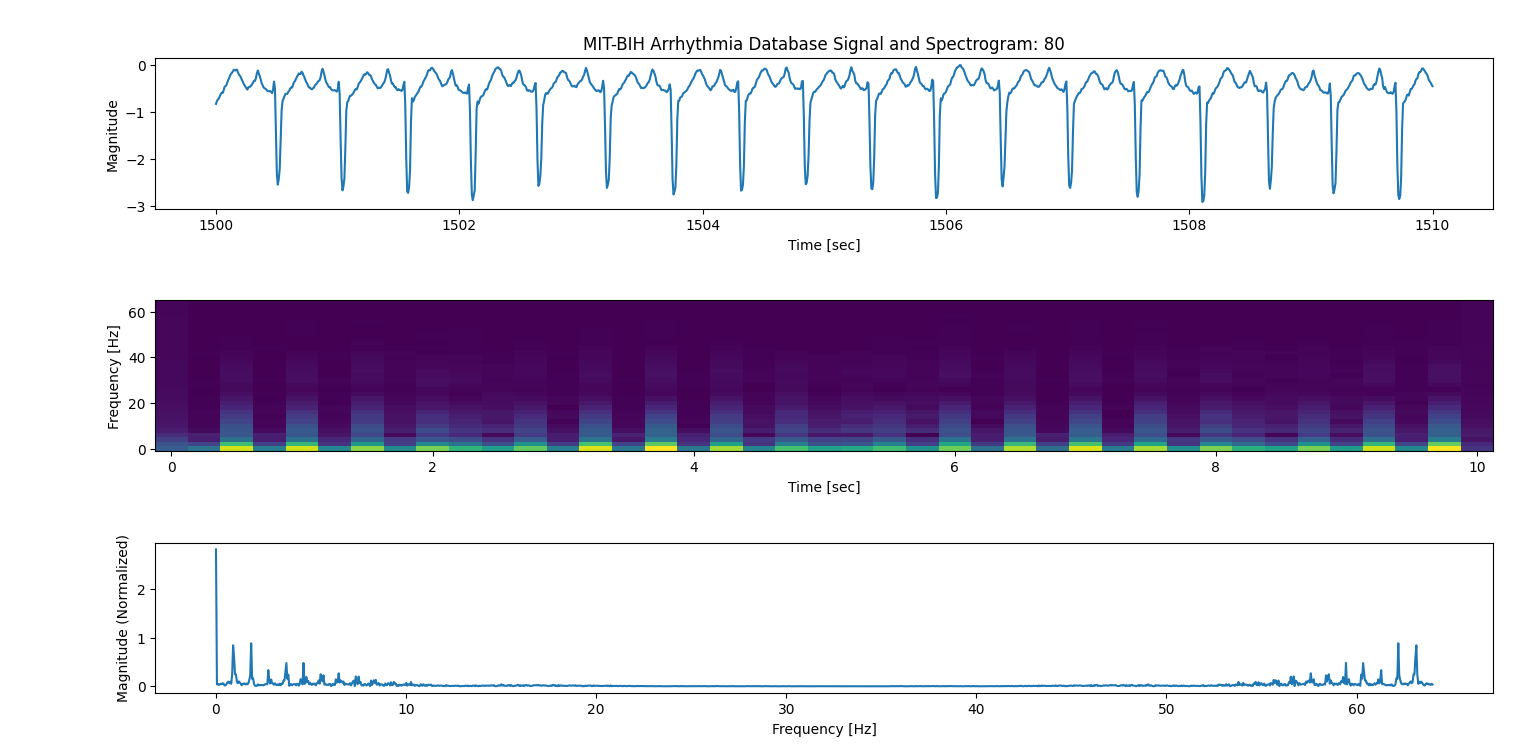 MIT-BIH Arrhythmia Database Signal and Spectrogram: 80
Magnitude
0
−1
−2
−3
1500 1502 1504 1506 1508 1510
Time [sec]
Frequency [Hz]
60
40
20
0
0 2 4 6 8 10
Time [sec]
Magnitude (Normalized)
2
1
0
0 10 20 30 40 50 60
Frequency [Hz]